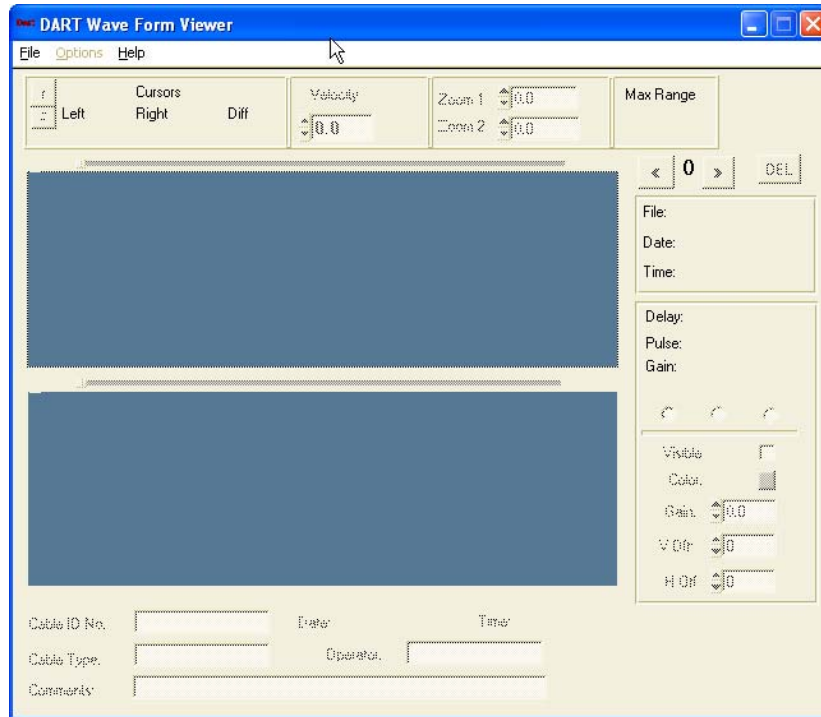 DART Wave Form Viewer
File Options Help
Cursors
Left Right Diff
Velocity
0.0
Zoom 1 0.0
Zoom 2 0.0
Max Range
« 0 » DEL
File:
Date:
Time:
Delay:
Pulse:
Gain:
Visible
Color.
Gain. 0.0
V Off- 0
H Off 0
Cable ID No.
Date:
Time:
Cable Type.
Operator.
Comments: